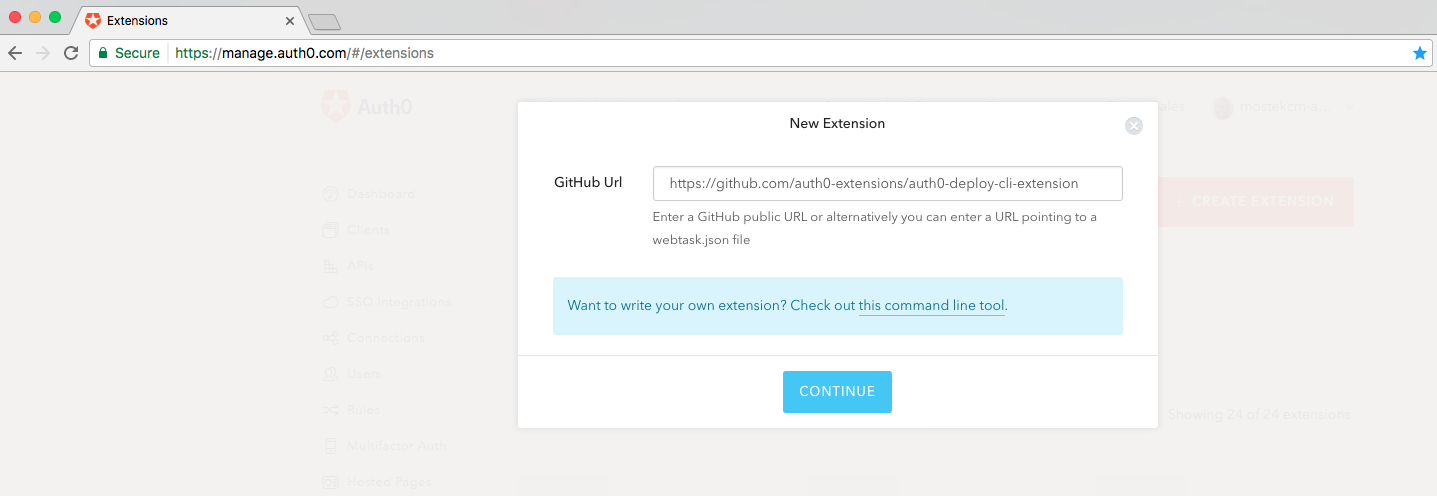 Extensions
Secure https://manage.auth0.com/#/extensions
Auth0
ales mostekcm-a...
New Extension
GitHub Url https://github.com/auth0-extensions/auth0-deploy-cli-extension
Enter a GitHub public URL or alternatively you can enter a URL pointing to a
webtask.json file
CREATE EXTENSION
Want to write your own extension? Check out this command line tool.
CONTINUE
Showing 24 of 24 extensions
Dashboard
Clients
APIs
SSO Integrations
Connections
Users
Rules
Multifactor Auth
Hosted Pages